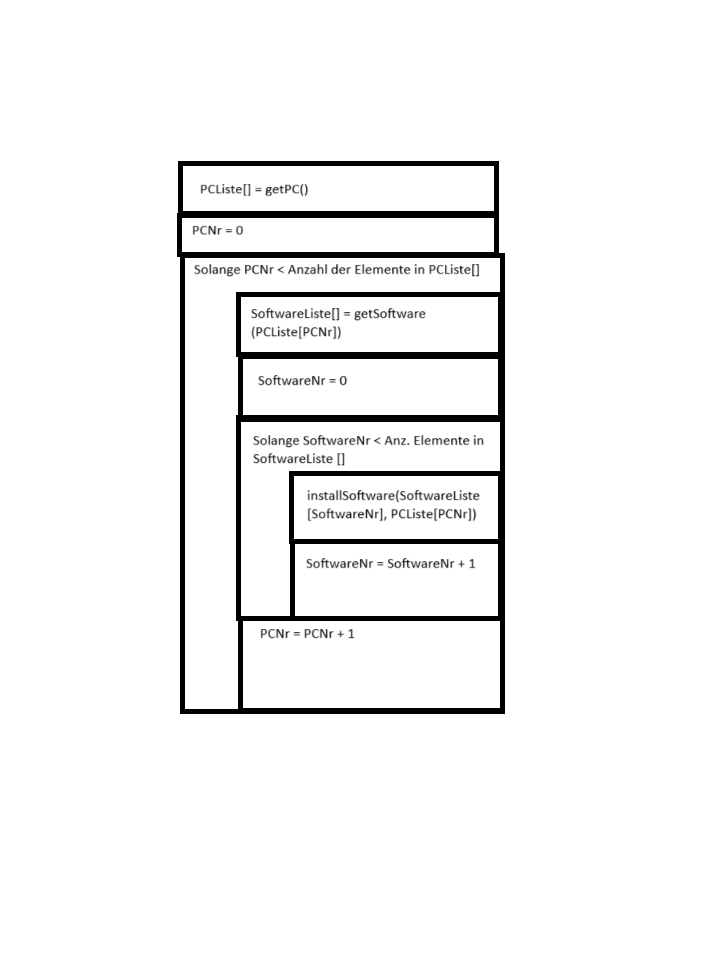 PCListe[] = getPC()
PCNr = 0
Solange PCNr < Anzahl der Elemente in PCListe[]
SoftwareListe[] = getSoftware
(PCListe[PCNr])
SoftwareNr = 0
Solange SoftwareNr < Anz. Elemente in
SoftwareListe []
installSoftware(SoftwareListe
[SoftwareNr], PCListe[PCNr])
SoftwareNr = SoftwareNr + 1
PCNr = PCNr + 1